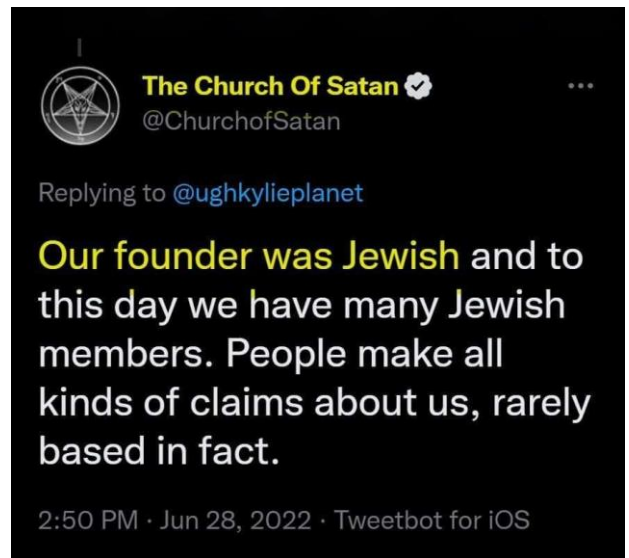 The Church Of Satan
@ChurchofSatan
Replying to @ughkylieplanet
Our founder was Jewish and to
this day we have many Jewish
members. People make all
kinds of claims about us, rarely
based in fact.
2:50 PM · Jun 28, 2022 · Tweetbot for iOS